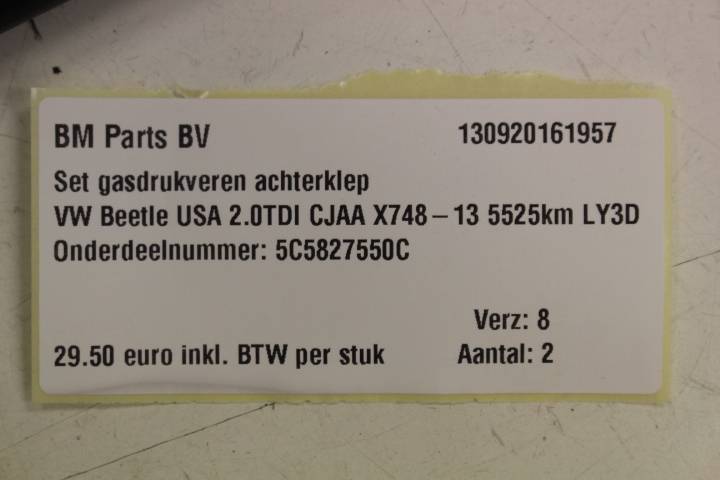 BM Parts BV 130920161957
Set gasdrukveren achterklep
VW Beetle USA 2.0TDI CJAA X748 – 13 5525km LY3D
Onderdeelnummer: 5C5827550C
Verz: 8
29.50 euro inkl. BTW per stuk Aantal: 2